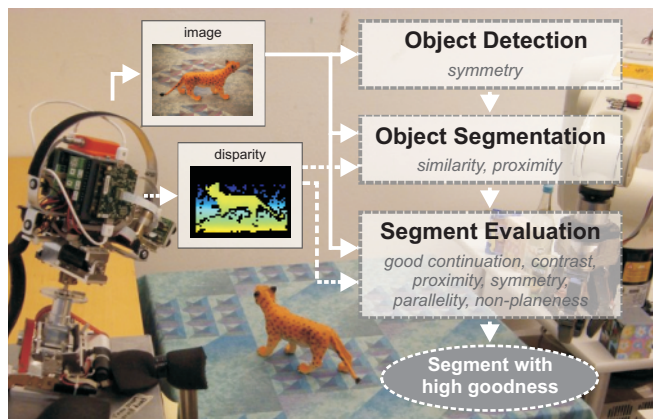 image
disparity
Object Detection
symmetry
Object Segmentation
similarity, proximity
Segment Evaluation
good continuation, contrast,
proximity, symmetry,
parallelity, non-planeness
Segment with
high goodness